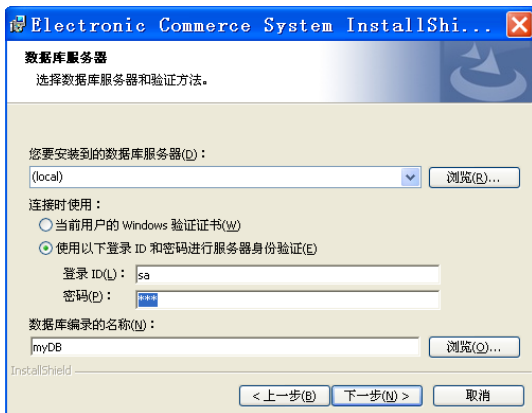 Electronic Commerce System InstallShi...
数据库服务器
选择数据库服务器和验证方法。
您要安装到的数据库服务器(D)：
(local)
浏览(R)...
连接时使用：
当前用户的 Windows 验证证书(W)
使用以下登录 ID 和密码进行服务器身份验证(E)
登录 ID(L)： sa
密码(P)： ***
数据库编录的名称(N)：
myDB
浏览(O)...
InstallShield
< 上一步(B) 下一步(N) > 取消